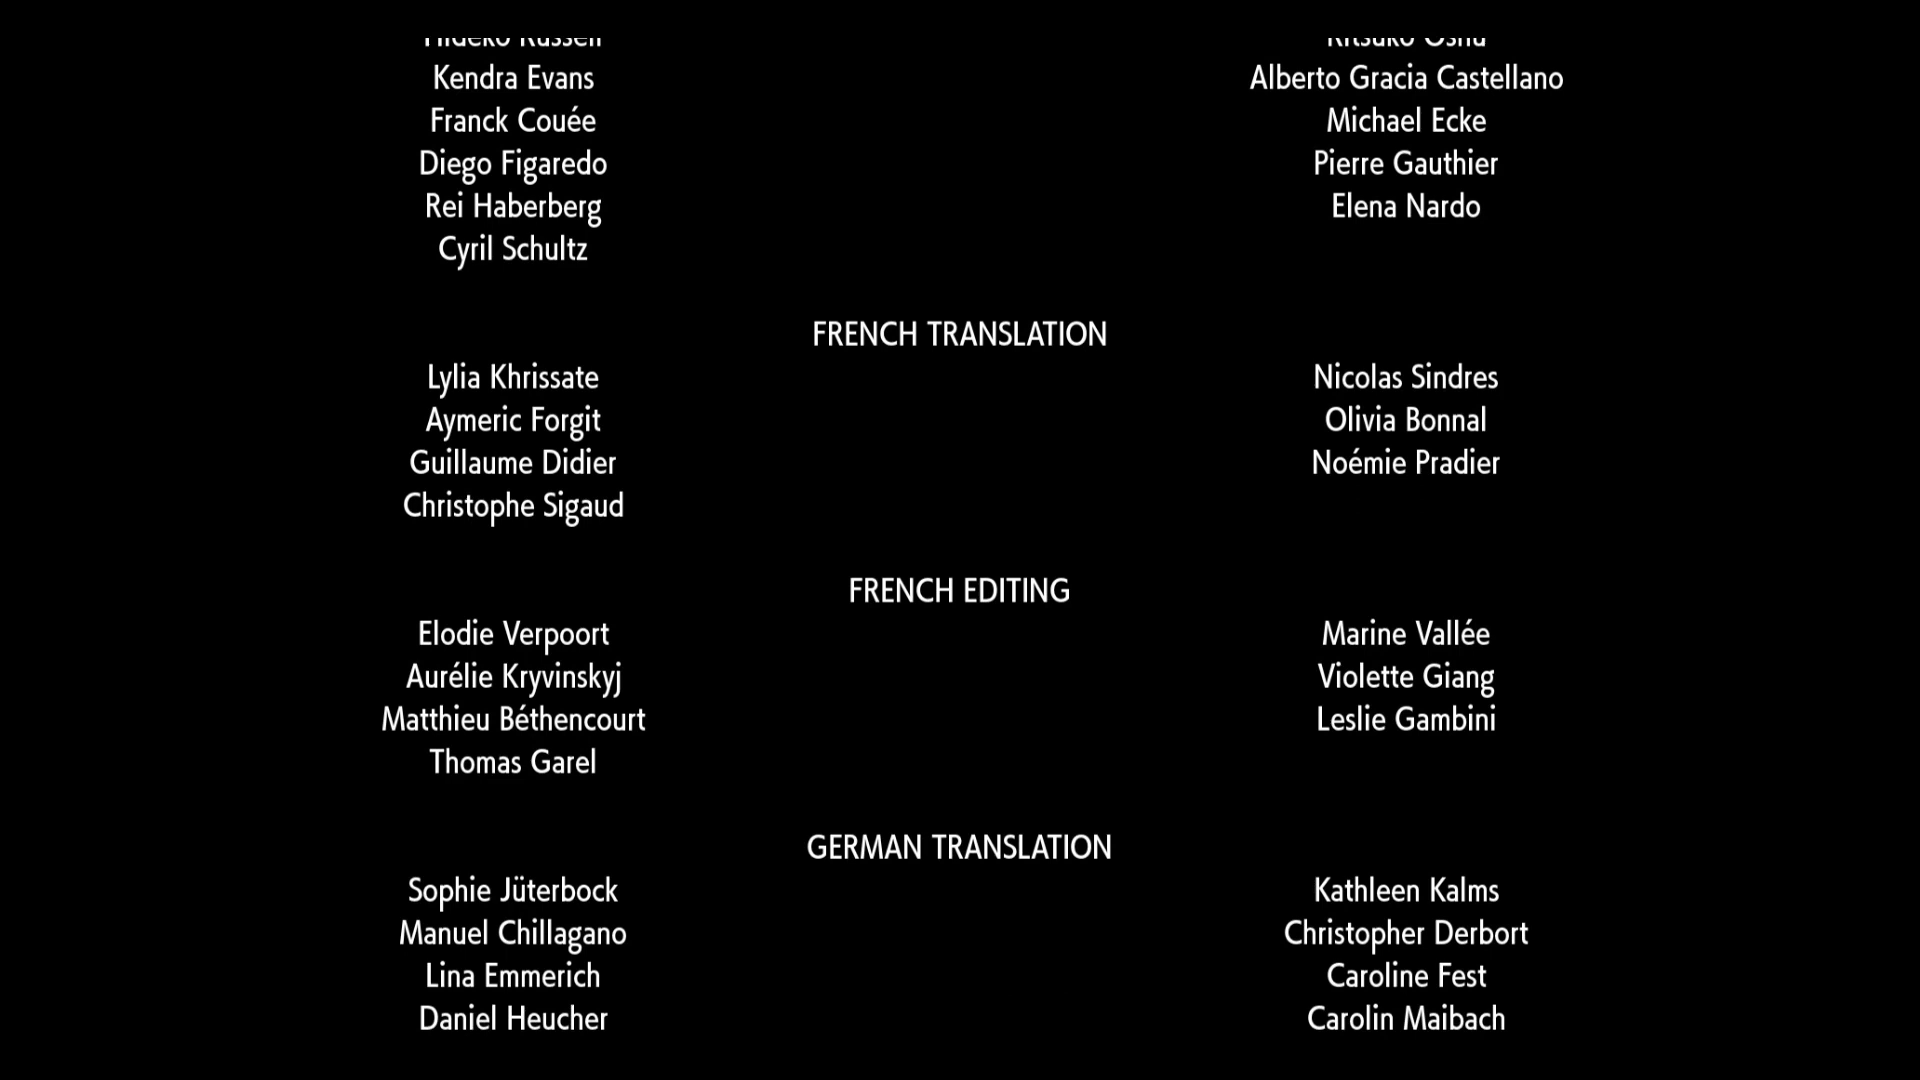 Kendra Evans Alberto Gracia Castellano
Franck Couée Michael Ecke
Diego Figaredo Pierre Gauthier
Rei Haberberg Elena Nardo
Cyril Schultz
FRENCH TRANSLATION
Lylia Khrissate Nicolas Sindres
Aymeric Forgit Olivia Bonnal
Guillaume Didier Noémie Pradier
Christophe Sigaud
FRENCH EDITING
Elodie Verpoort Marine Vallée
Aurélie Kryvinskyj Violette Giang
Matthieu Béthencourt Leslie Gambini
Thomas Garel
GERMAN TRANSLATION
Sophie Jüterbock Kathleen Kalms
Manuel Chillagano Christopher Derbort
Lina Emmerich Caroline Fest
Daniel Heucher Carolin Maibach